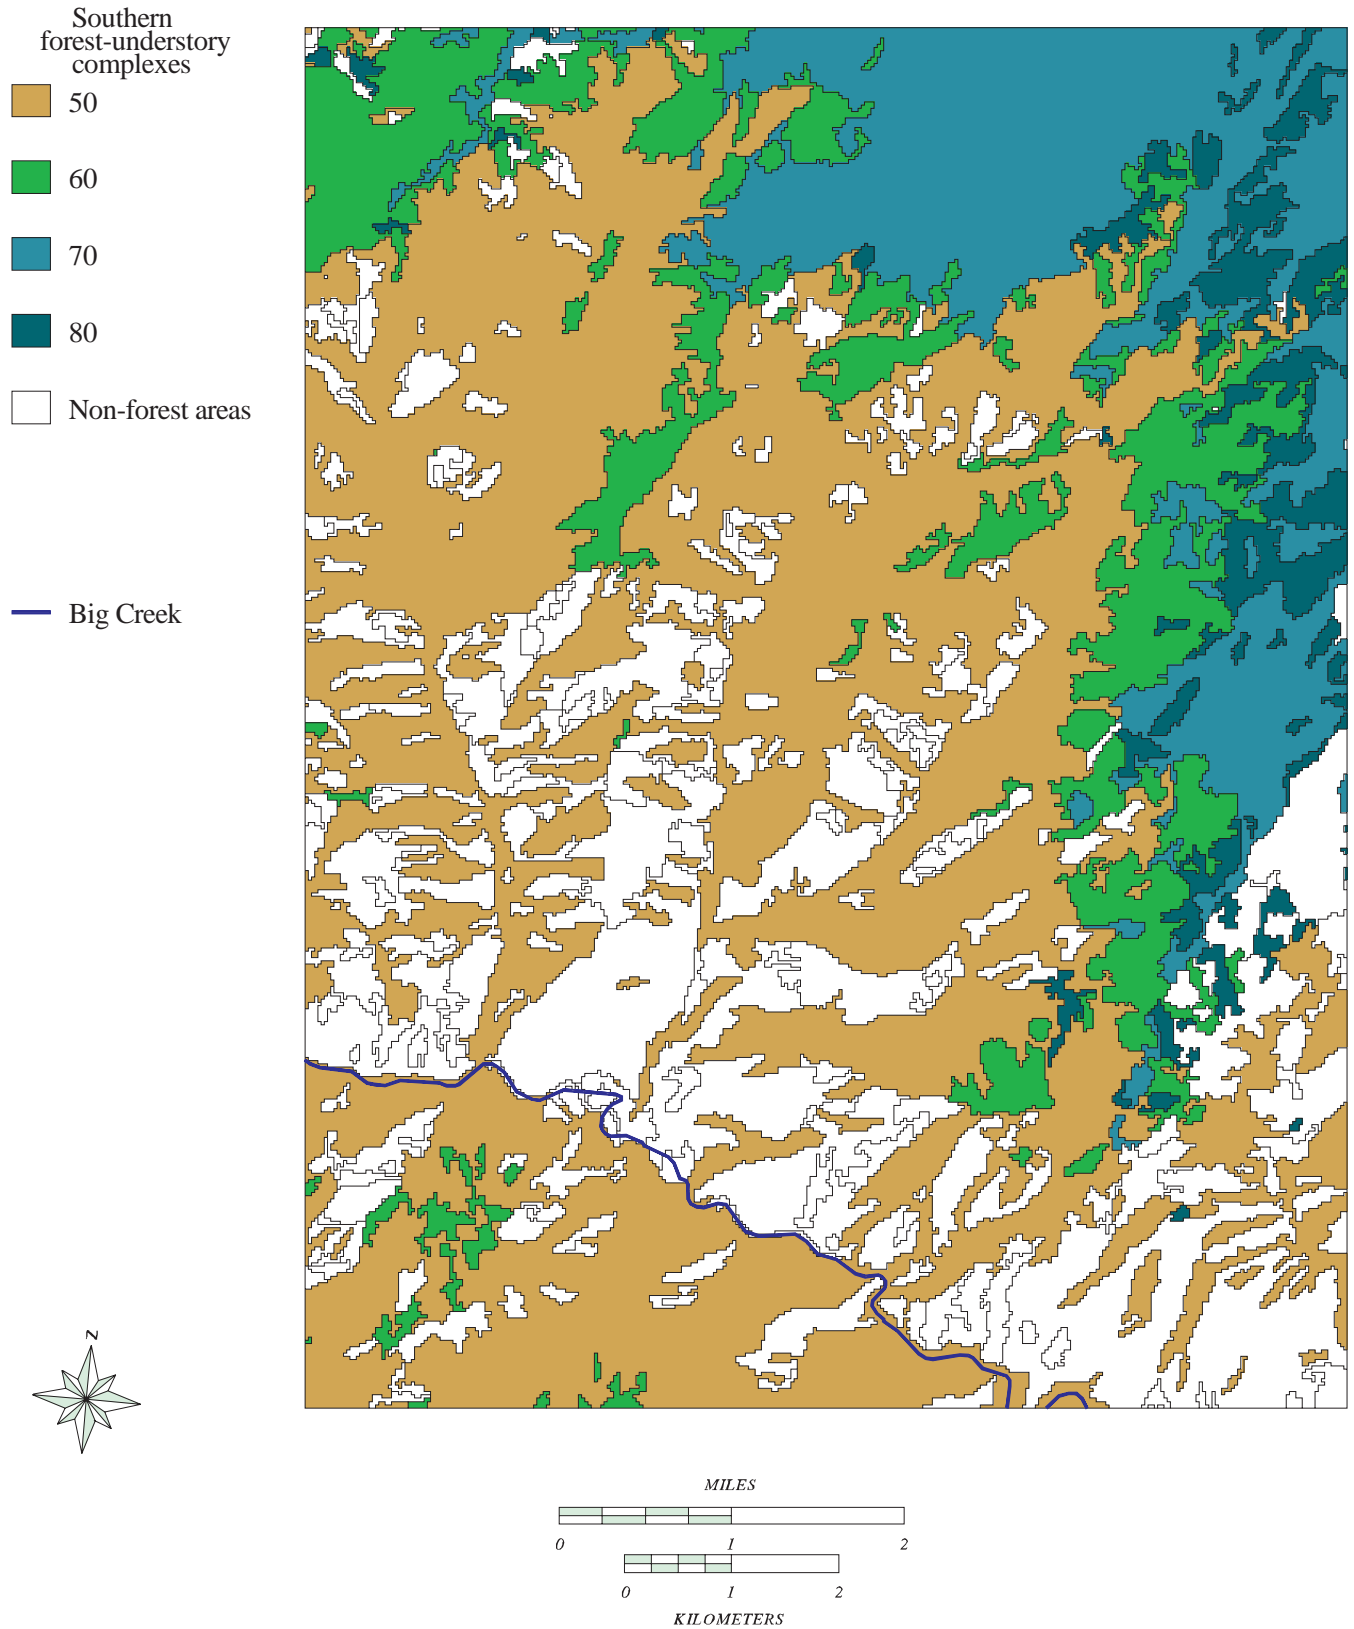 Southern
forest-understory
complexes
50
60
70
80
Non-forest areas
Big Creek
N
MILES
0 1 2
0 1 2
KILOMETERS